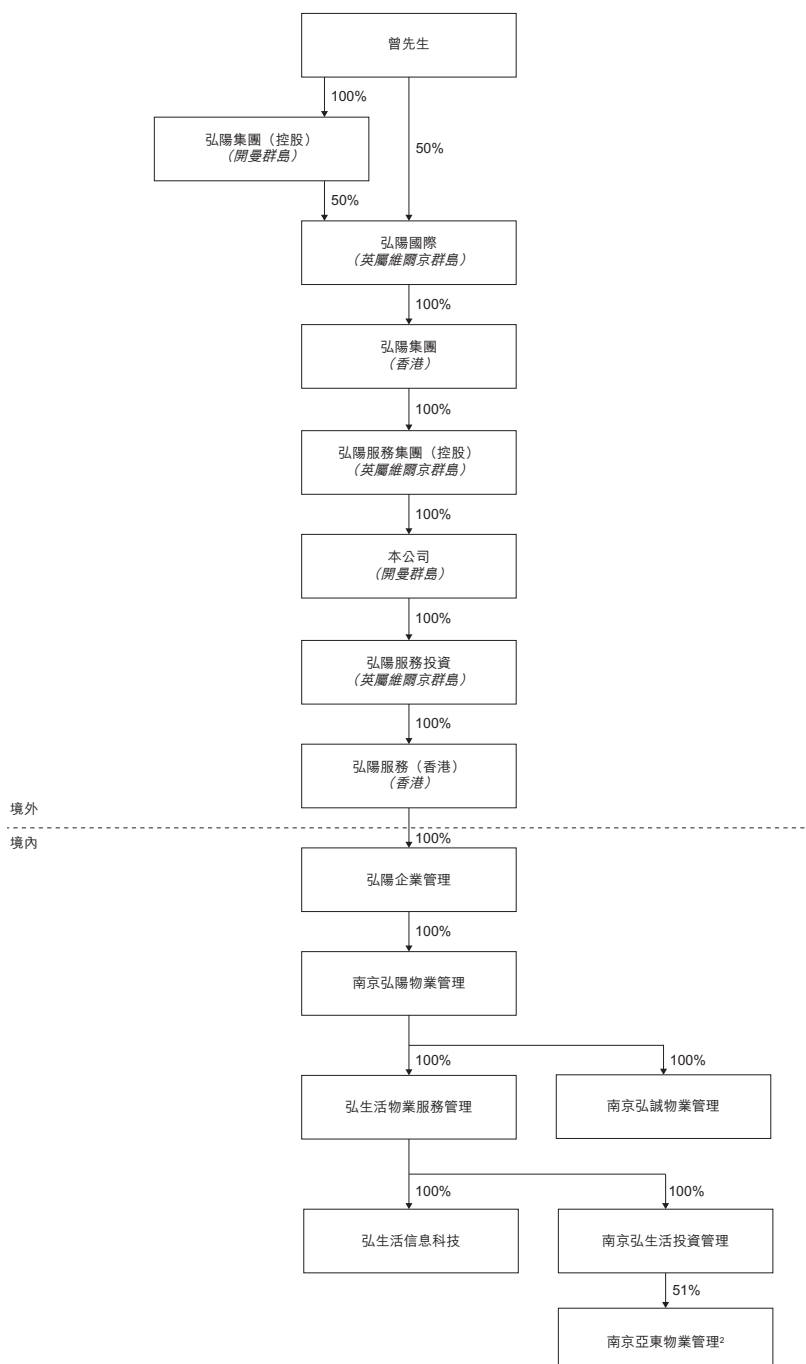 曾先生
100%
弘陽集團（控股）
（開曼群島）
50%
50%
弘陽國際
（英屬維爾京群島）
100%
弘陽集團
（香港）
100%
弘陽服務集團（控股）
（英屬維爾京群島）
100%
本公司
（開曼群島）
100%
弘陽服務投資
（英屬維爾京群島）
100%
弘陽服務（香港）
（香港）
境外
境內
100%
弘陽企業管理
100%
南京弘陽物業管理
100%
100%
弘生活物業服務管理
南京弘誠物業管理
100%
100%
弘生活信息科技
南京弘生活投資管理
51%
南京亞東物業管理²